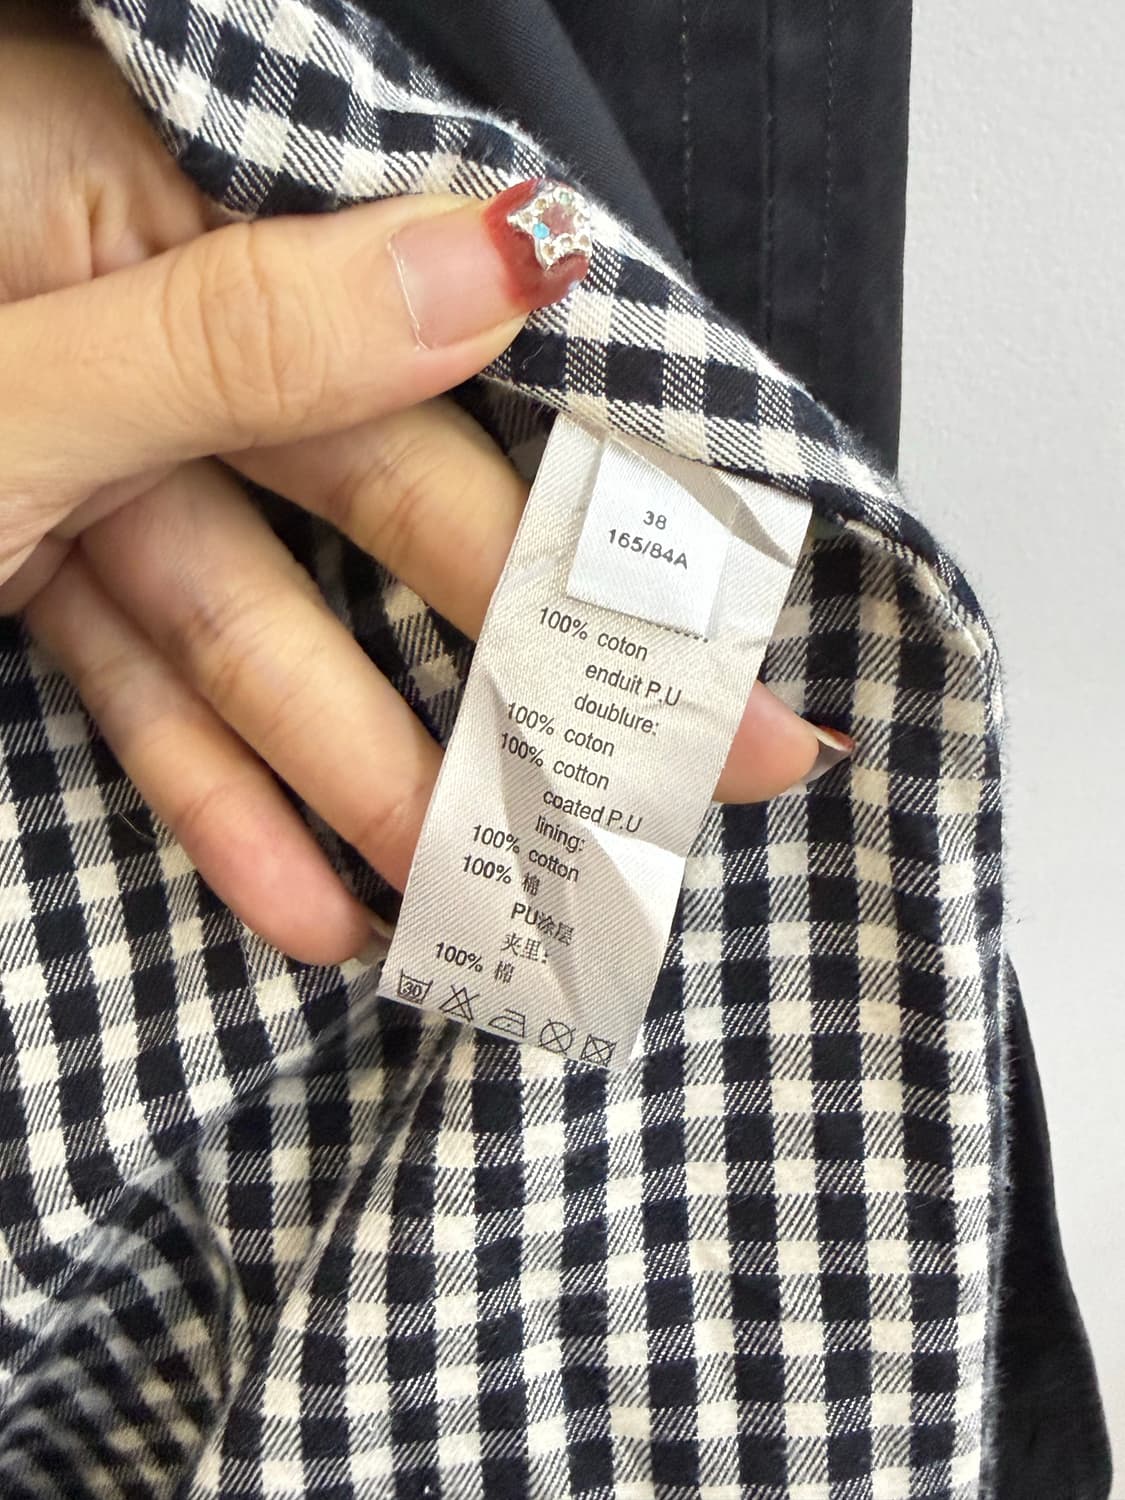 38
165/84A
100% coton
enduit P.U
doublure:
100% coton
100% cotton
coated P.U
lining:
100% cotton
100% 棉
PU涂层
夹里:
100% 棉
30